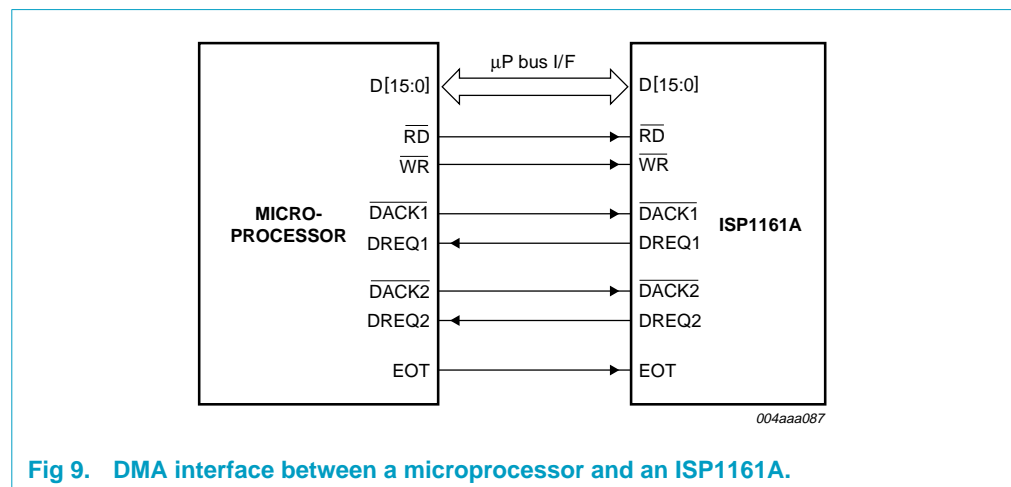 µP bus I/F
D[15:0] D[15:0]
RD RD
WR WR
MICRO-
PROCESSOR
DACK1 DACK1
ISP1161A
DREQ1 DREQ1
DACK2 DACK2
DREQ2 DREQ2
EOT EOT
004aaa087
Fig 9. DMA interface between a microprocessor and an ISP1161A.